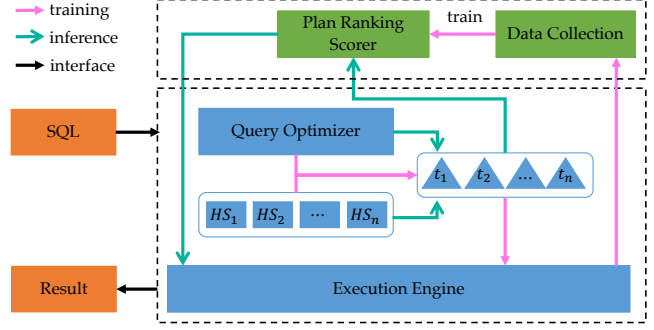 training
inference
interface
Plan Ranking
Scorer
train
Data Collection
SQL
Query Optimizer
t₁ t₂ ... tₙ
HS₁ HS₂ ... HSₙ
Result
Execution Engine